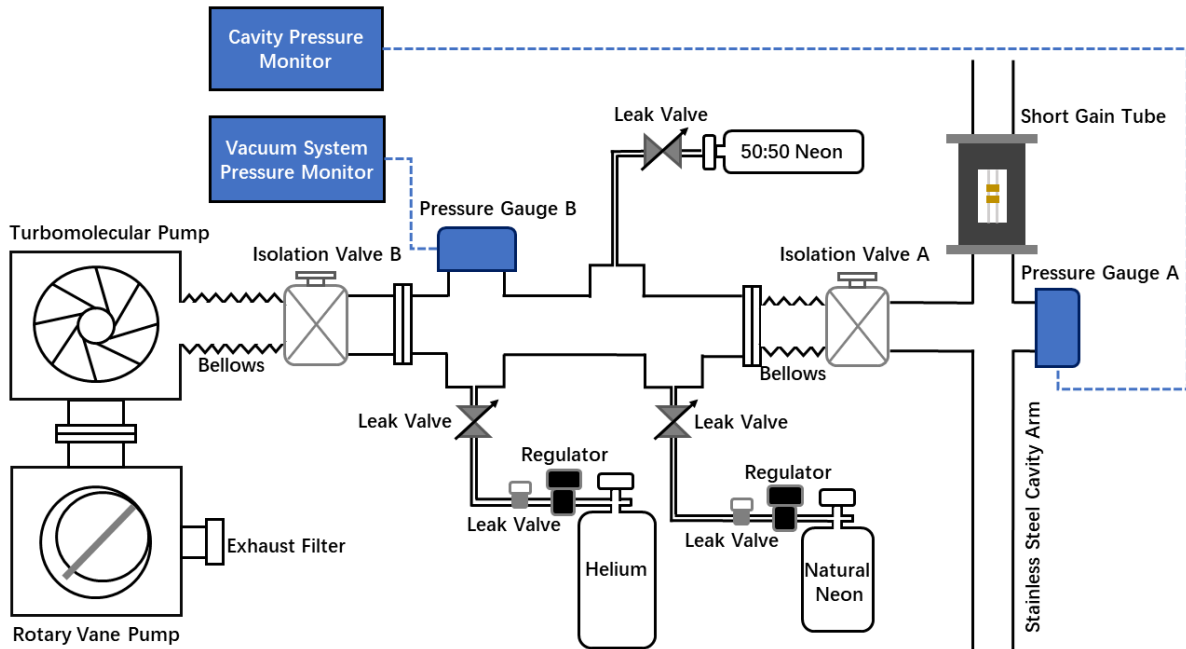 Cavity Pressure
Monitor
Vacuum System
Pressure Monitor
Leak Valve
50:50 Neon
Short Gain Tube
Pressure Gauge B
Turbomolecular Pump
Isolation Valve B
Isolation Valve A
Pressure Gauge A
Bellows
Bellows
Leak Valve
Leak Valve
Regulator
Regulator
Leak Valve
Leak Valve
Exhaust Filter
Helium
Natural
Neon
Stainless Steel Cavity Arm
Rotary Vane Pump